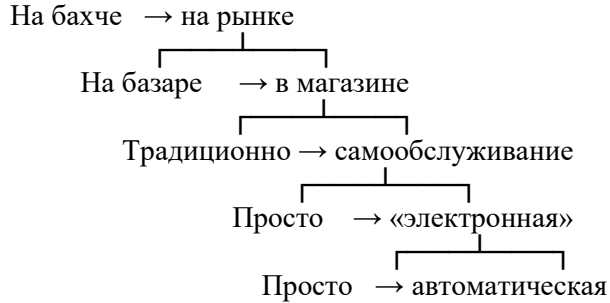 На бахче → на рынке
На базаре → в магазине
Традиционно → самообслуживание
Просто → «электронная»
Просто → автоматическая